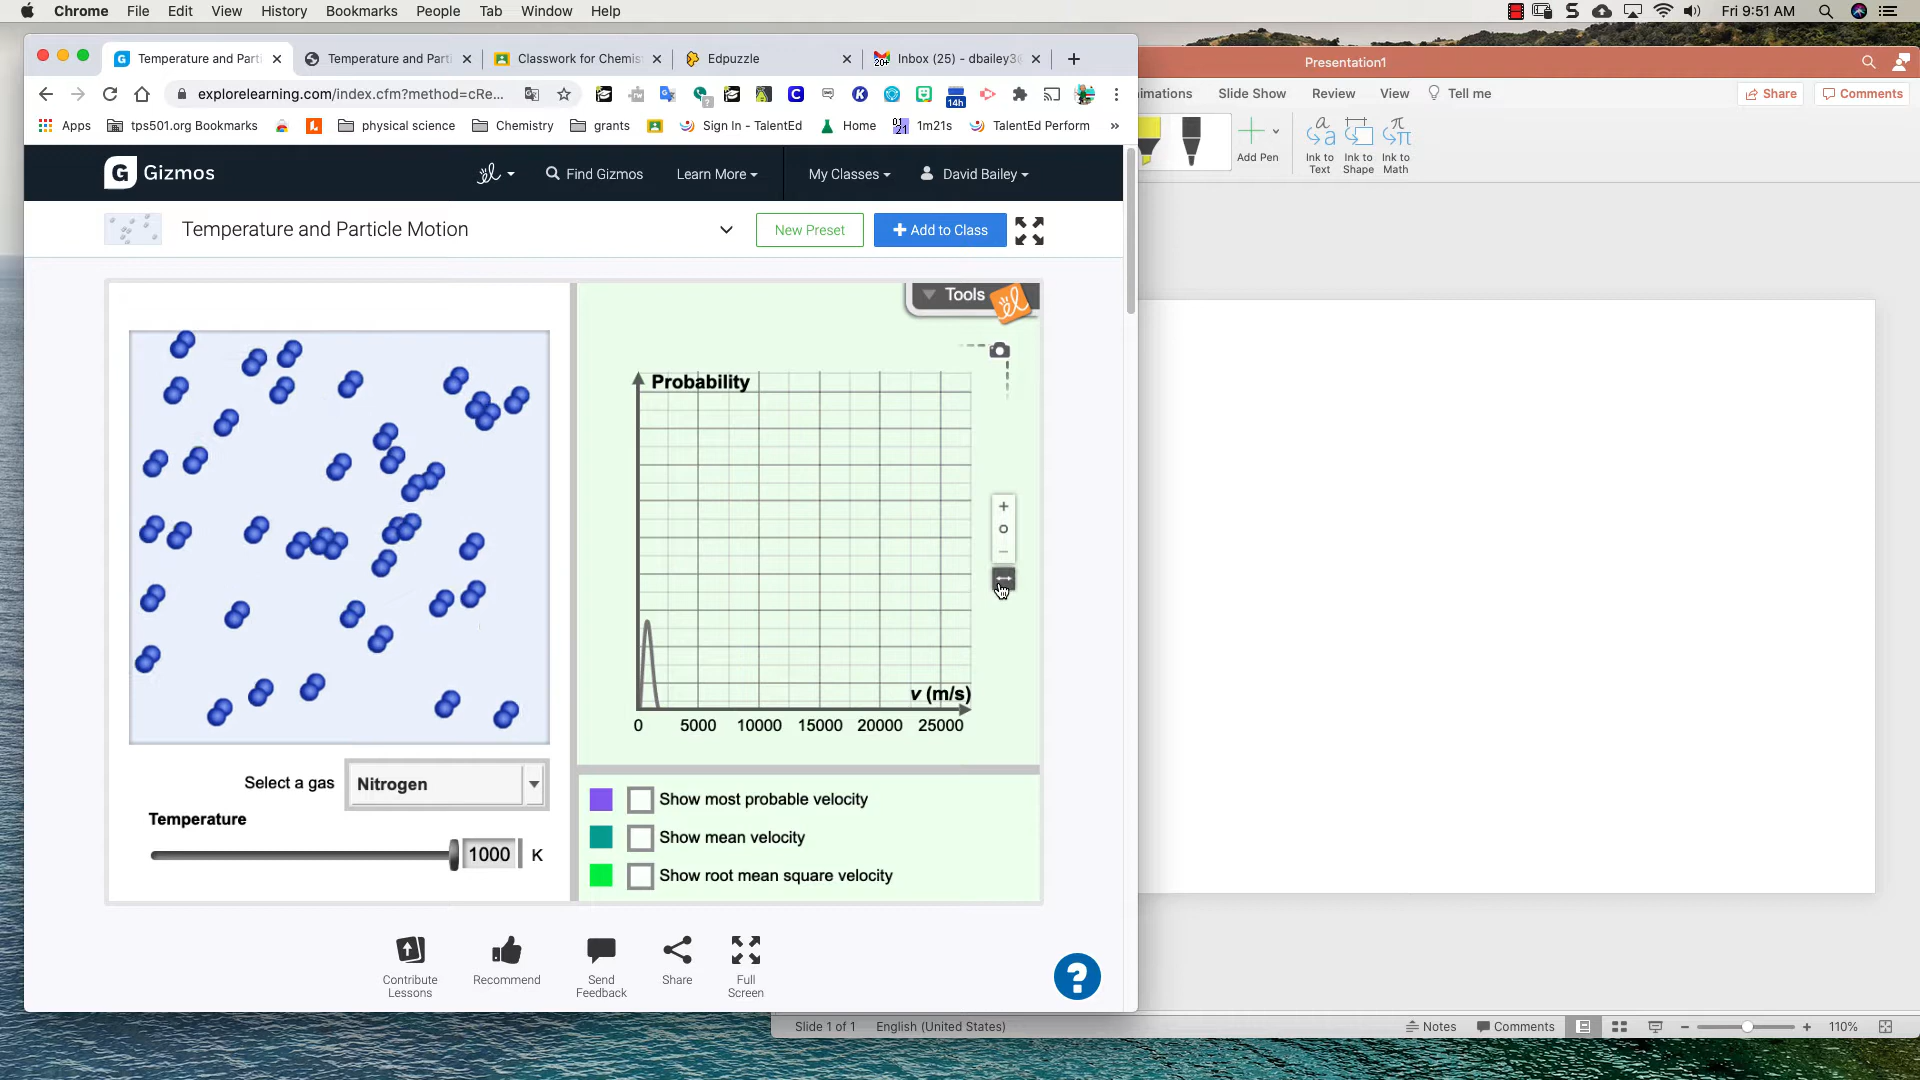 Chrome File Edit View History Bookmarks People Tab Window Help
Fri 9:51 AM
Temperature and Parti
Temperature and Parti
Classwork for Chemis
Edpuzzle
Inbox (25) - dbailey3@
explorelearning.com/index.cfm?method=cRe...
14h
Apps tps501.org Bookmarks physical science Chemistry grants Sign In - TalentEd Home 1m21s TalentEd Perform »
G Gizmos
Find Gizmos Learn More My Classes David Bailey
Temperature and Particle Motion
New Preset
+ Add to Class
Tools
Probability
v (m/s)
0 5000 10000 15000 20000 25000
Select a gas Nitrogen
Temperature
1000 K
Show most probable velocity
Show mean velocity
Show root mean square velocity
Contribute Lessons
Recommend
Send Feedback
Share
Full Screen
?
Presentation1
nimations Slide Show Review View Tell me
Share Comments
Add Pen
Ink to Text
Ink to Shape
Ink to Math
Slide 1 of 1 English (United States)
Notes Comments 110%